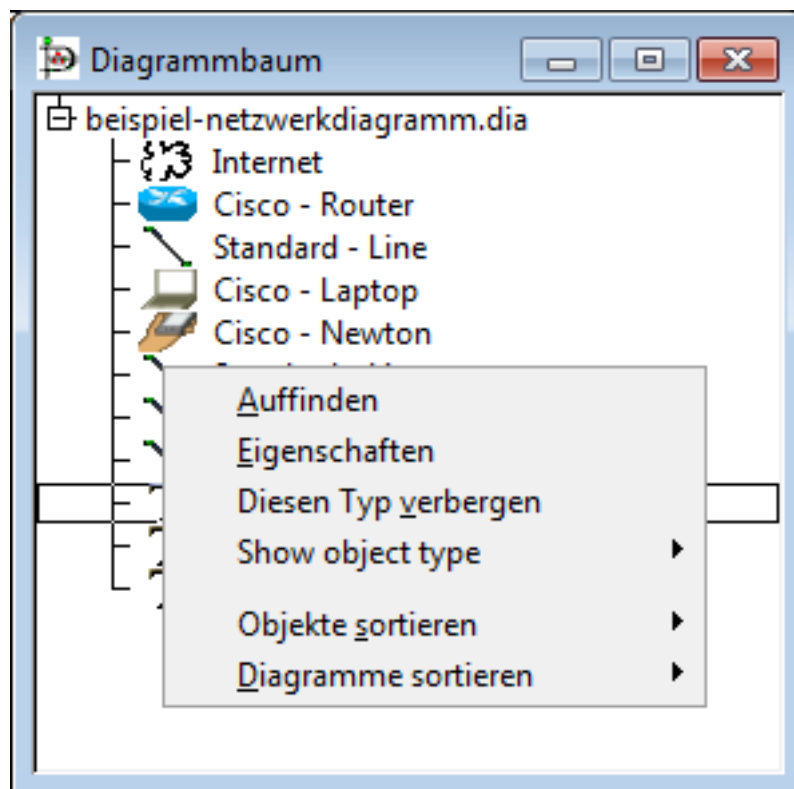 Diagrammbaum
beispiel-netzwerkdiagramm.dia
Internet
Cisco - Router
Standard - Line
Cisco - Laptop
Cisco - Newton
Auffinden
Eigenschaften
Diesen Typ verbergen
Show object type
Objekte sortieren
Diagramme sortieren